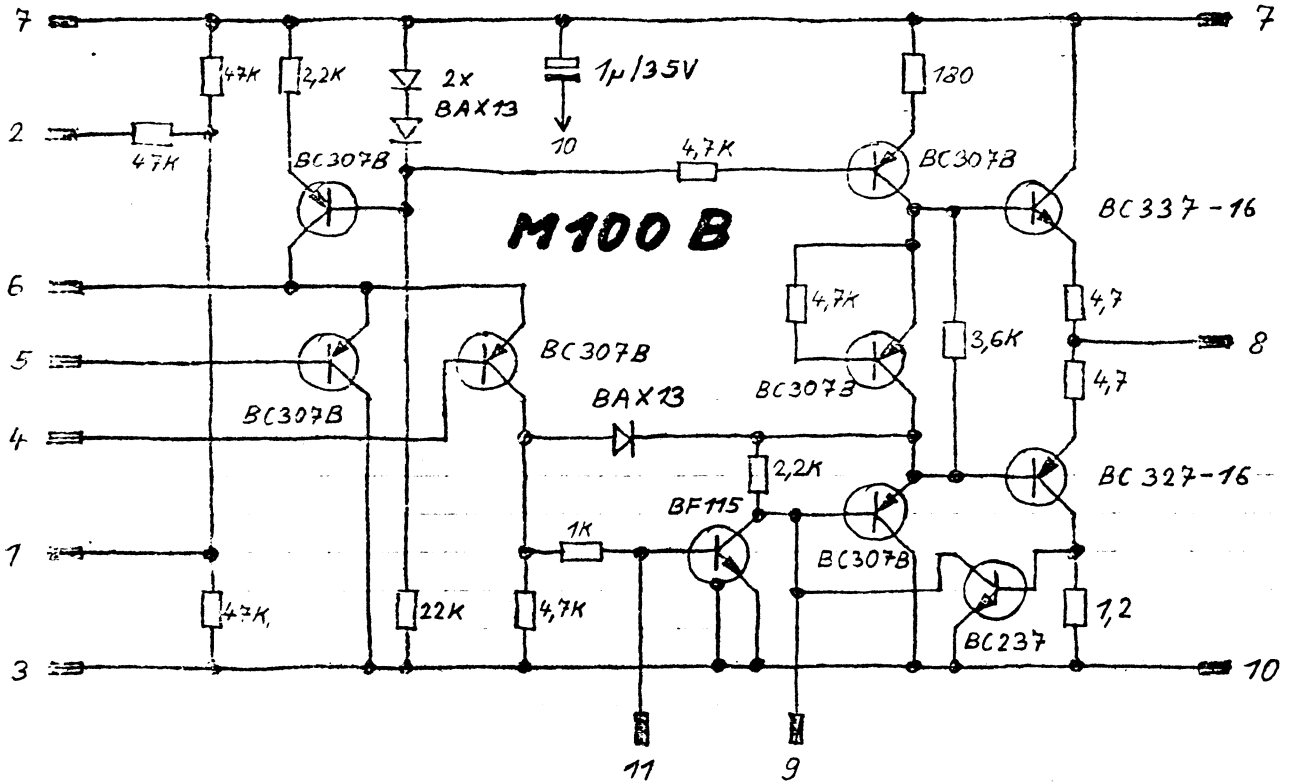 7
7
47K
2,2K
2x
BAX13
1µ/35V
180
2
47K
BC307B
10
4,7K
BC307B
M100B
BC337-16
6
4,7K
4,7
3,6K
8
5
BC307B
BC307B
4,7
BC307B
BAX13
4
2,2K
BC327-16
BF115
1K
1
BC307B
47K
22K
4,7K
1,2
BC237
3
10
11
9